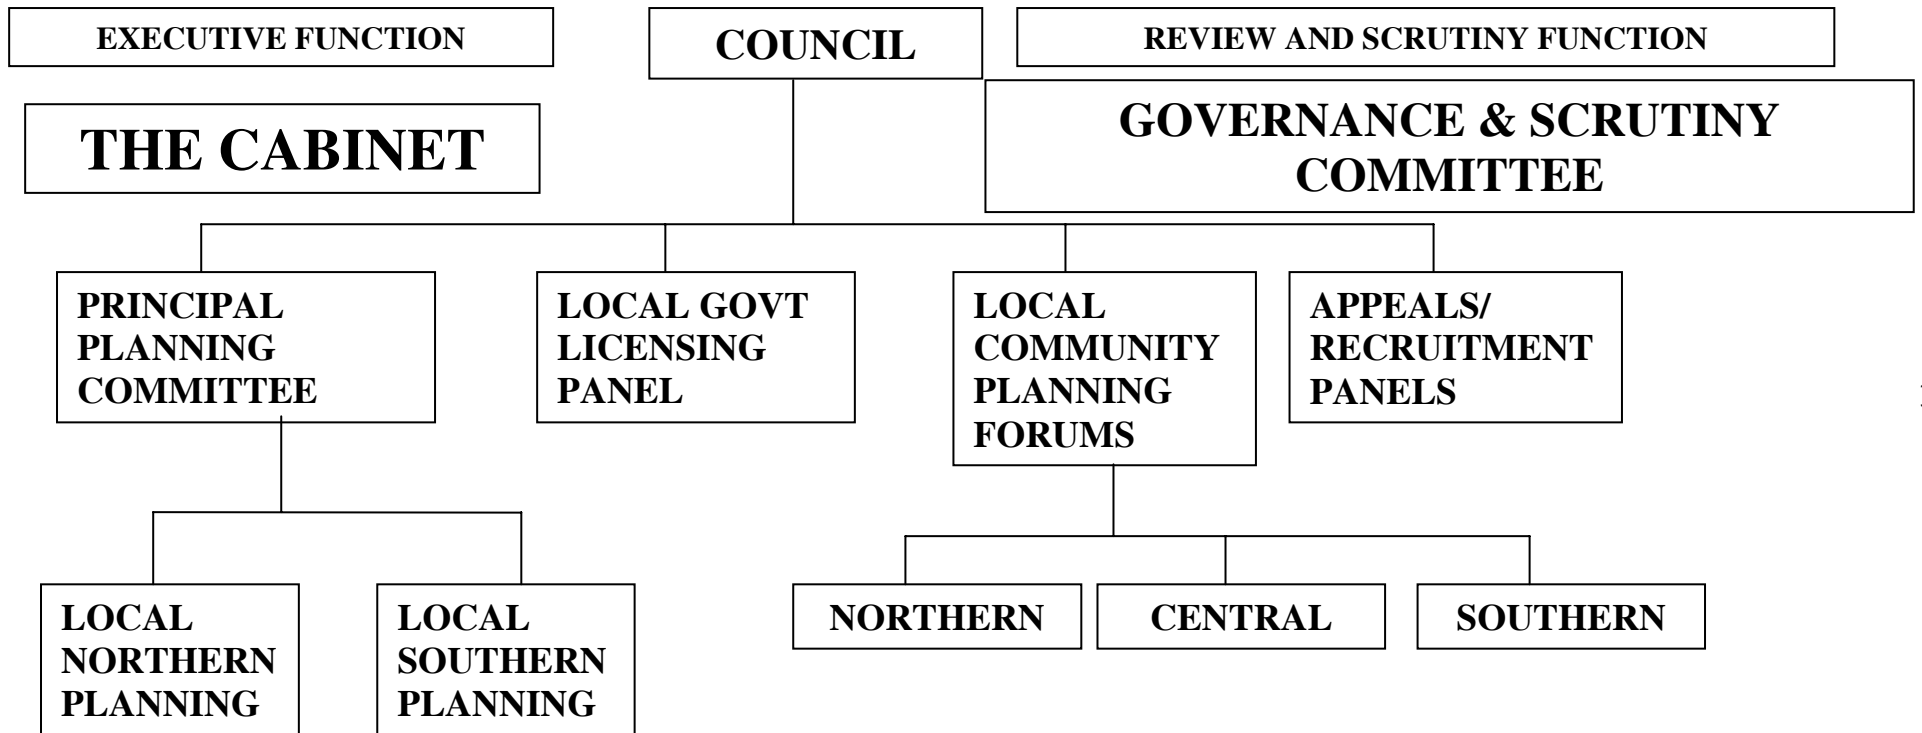 EXECUTIVE FUNCTION
COUNCIL
REVIEW AND SCRUTINY FUNCTION
THE CABINET
GOVERNANCE & SCRUTINY
COMMITTEE
PRINCIPAL
PLANNING
COMMITTEE
LOCAL GOVT
LICENSING
PANEL
LOCAL
COMMUNITY
PLANNING
FORUMS
APPEALS/
RECRUITMENT
PANELS
LOCAL
NORTHERN
PLANNING
LOCAL
SOUTHERN
PLANNING
NORTHERN
CENTRAL
SOUTHERN